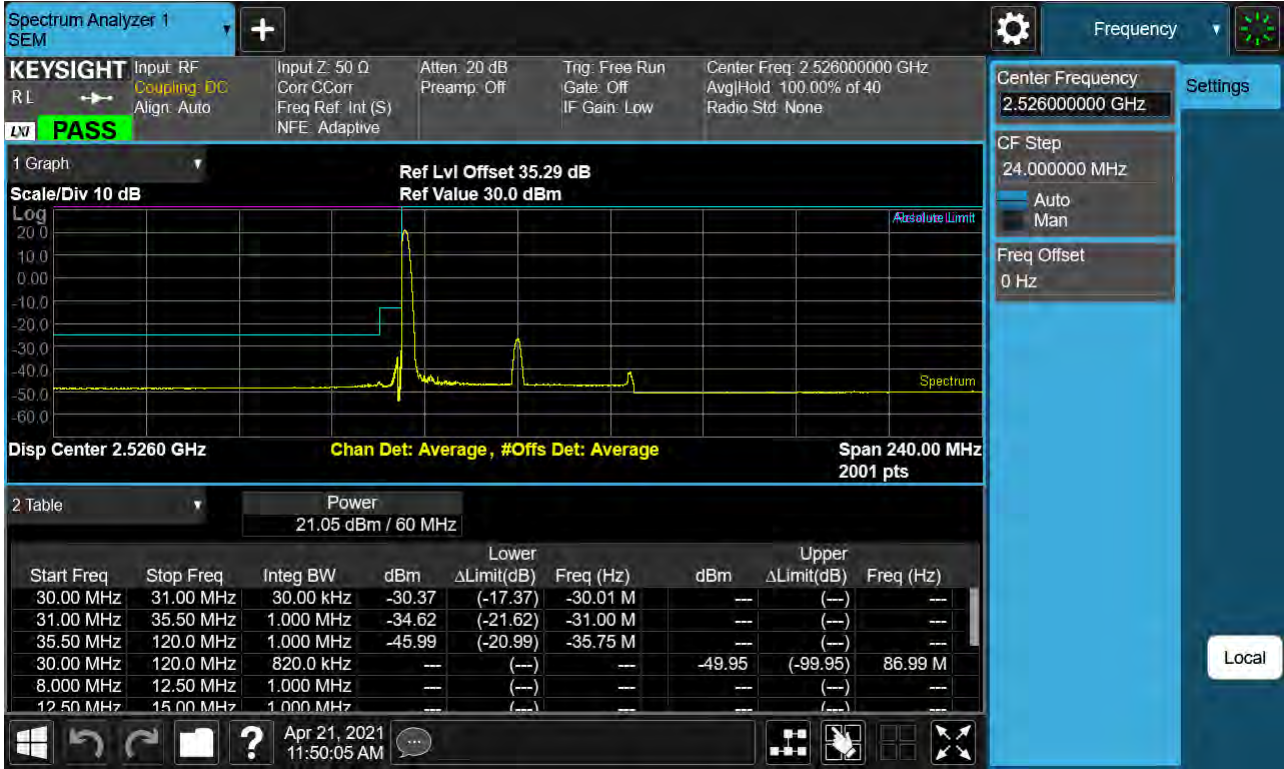 Spectrum Analyzer 1
SEM
+
Frequency
KEYSIGHT
RL
LXI
PASS
Input: RF
Coupling: DC
Align: Auto
Input Z: 50 Ω
Corr CCorr
Freq Ref: Int (S)
NFE: Adaptive
Atten: 20 dB
Preamp: Off
Trig: Free Run
Gate: Off
IF Gain: Low
Center Freq: 2.526000000 GHz
Avg|Hold: 100.00% of 40
Radio Std: None
Center Frequency
2.526000000 GHz
Settings
CF Step
24.000000 MHz
Auto
Man
Freq Offset
0 Hz
Local
1 Graph
Scale/Div 10 dB
Ref Lvl Offset 35.29 dB
Ref Value 30.0 dBm
Log
20.0
10.0
0.00
-10.0
-20.0
-30.0
-40.0
-50.0
-60.0
Absolute Limit
Spectrum
Disp Center 2.5260 GHz
Chan Det: Average, #Offs Det: Average
Span 240.00 MHz
2001 pts
2 Table
Power
21.05 dBm / 60 MHz
Lower Upper
Start Freq Stop Freq Integ BW dBm ΔLimit(dB) Freq (Hz) dBm ΔLimit(dB) Freq (Hz)
30.00 MHz 31.00 MHz 30.00 kHz -30.37 (-17.37) -30.01 M --- (---) ---
31.00 MHz 35.50 MHz 1.000 MHz -34.62 (-21.62) -31.00 M --- (---) ---
35.50 MHz 120.0 MHz 1.000 MHz -45.99 (-20.99) -35.75 M --- (---) ---
30.00 MHz 120.0 MHz 820.0 kHz --- (---) --- -49.95 (-99.95) 86.99 M
8.000 MHz 12.50 MHz 1.000 MHz --- (---) --- --- (---) ---
12.50 MHz 15.00 MHz 1.000 MHz --- (---) --- --- (---) ---
?
Apr 21, 2021
11:50:05 AM